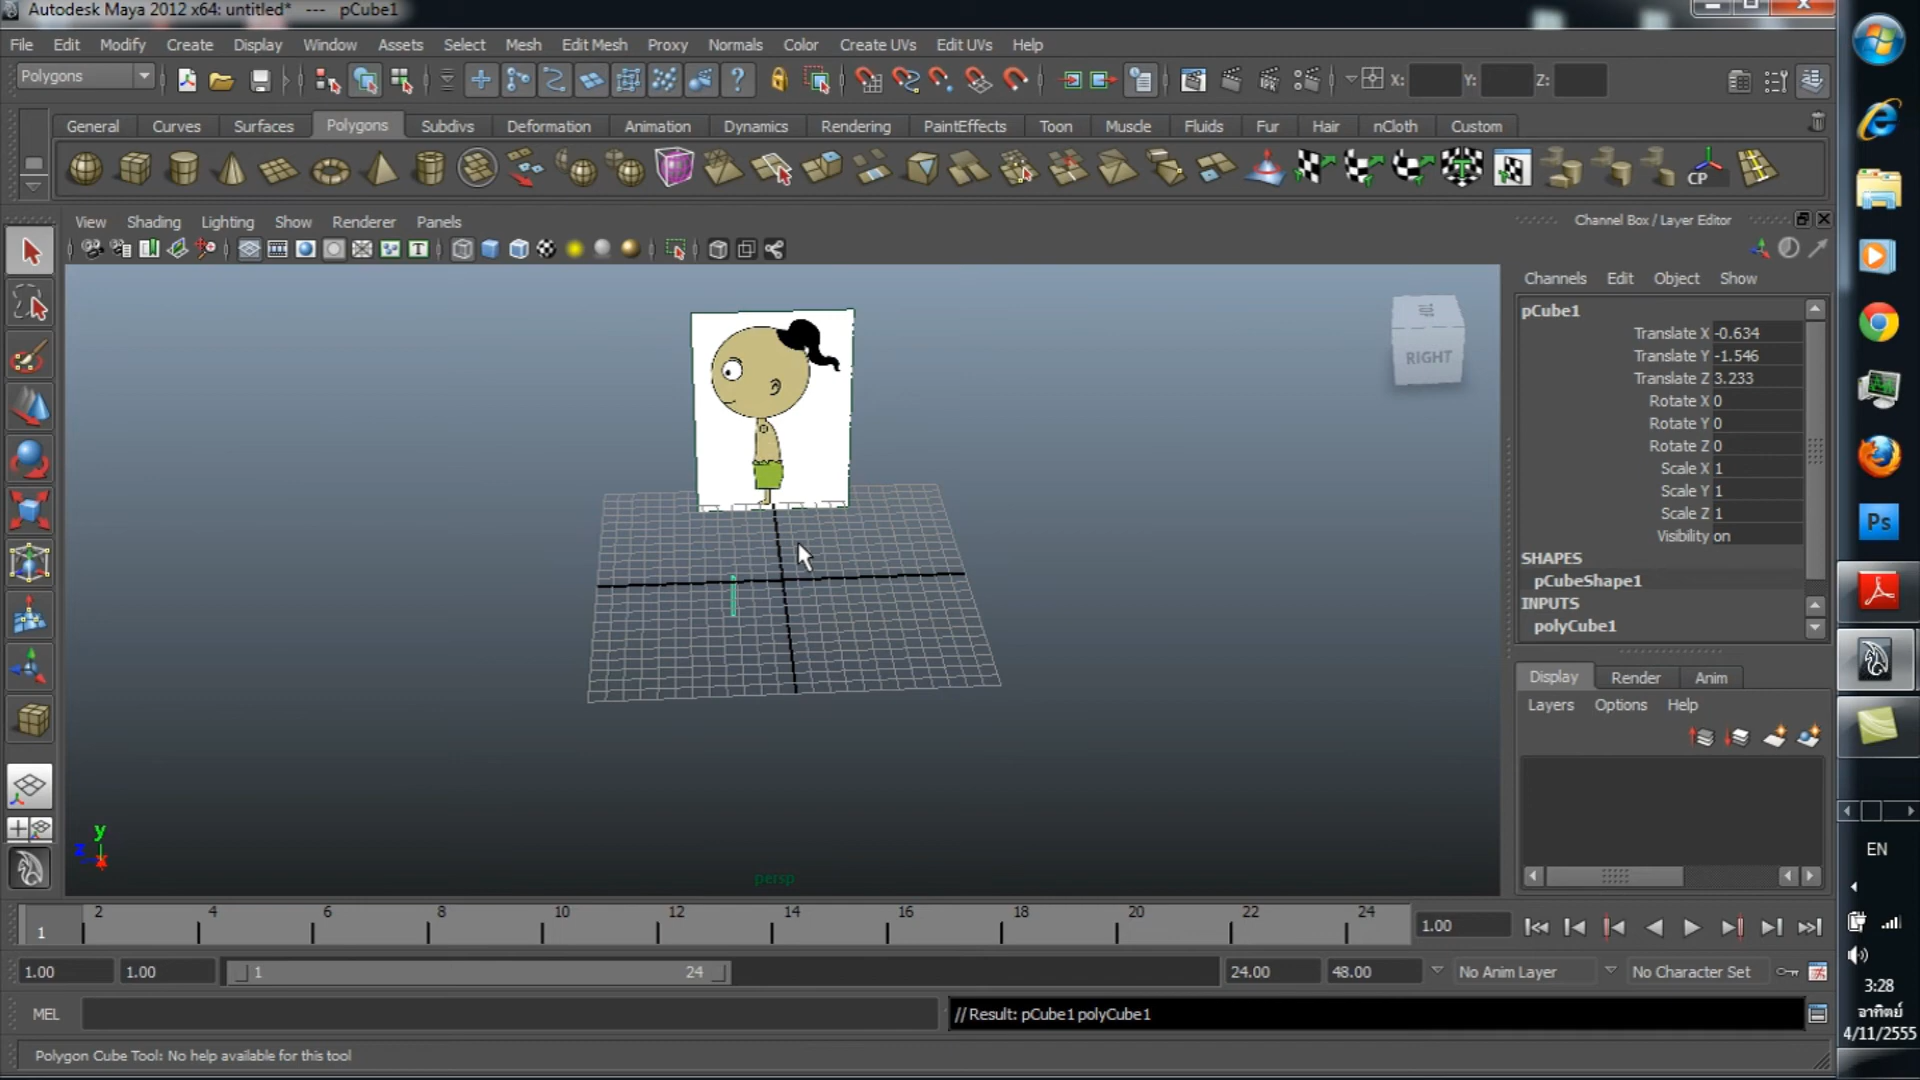 Autodesk Maya 2012 x64: untitled* --- pCube1
File Edit Modify Create Display Window Assets Select Mesh Edit Mesh Proxy Normals Color Create UVs Edit UVs Help
Polygons X: Y: Z:
General Curves Surfaces Polygons Subdivs Deformation Animation Dynamics Rendering PaintEffects Toon Muscle Fluids Fur Hair nCloth Custom
CP
View Shading Lighting Show Renderer Panels
Channel Box / Layer Editor
Channels Edit Object Show
pCube1
Translate X -0.634
Translate Y -1.546
Translate Z 3.233
Rotate X 0
Rotate Y 0
Rotate Z 0
Scale X 1
Scale Y 1
Scale Z 1
Visibility on
SHAPES
pCubeShape1
INPUTS
polyCube1
RIGHT
Display Render Anim
Layers Options Help
y
z
x
persp
2 4 6 8 10 12 14 16 18 20 22 24
1 1.00
1.00 1.00 1 24 24.00 48.00 No Anim Layer No Character Set
MEL // Result: pCube1 polyCube1
Polygon Cube Tool: No help available for this tool
Ps
EN
3:28
อาทิตย์
4/11/2555